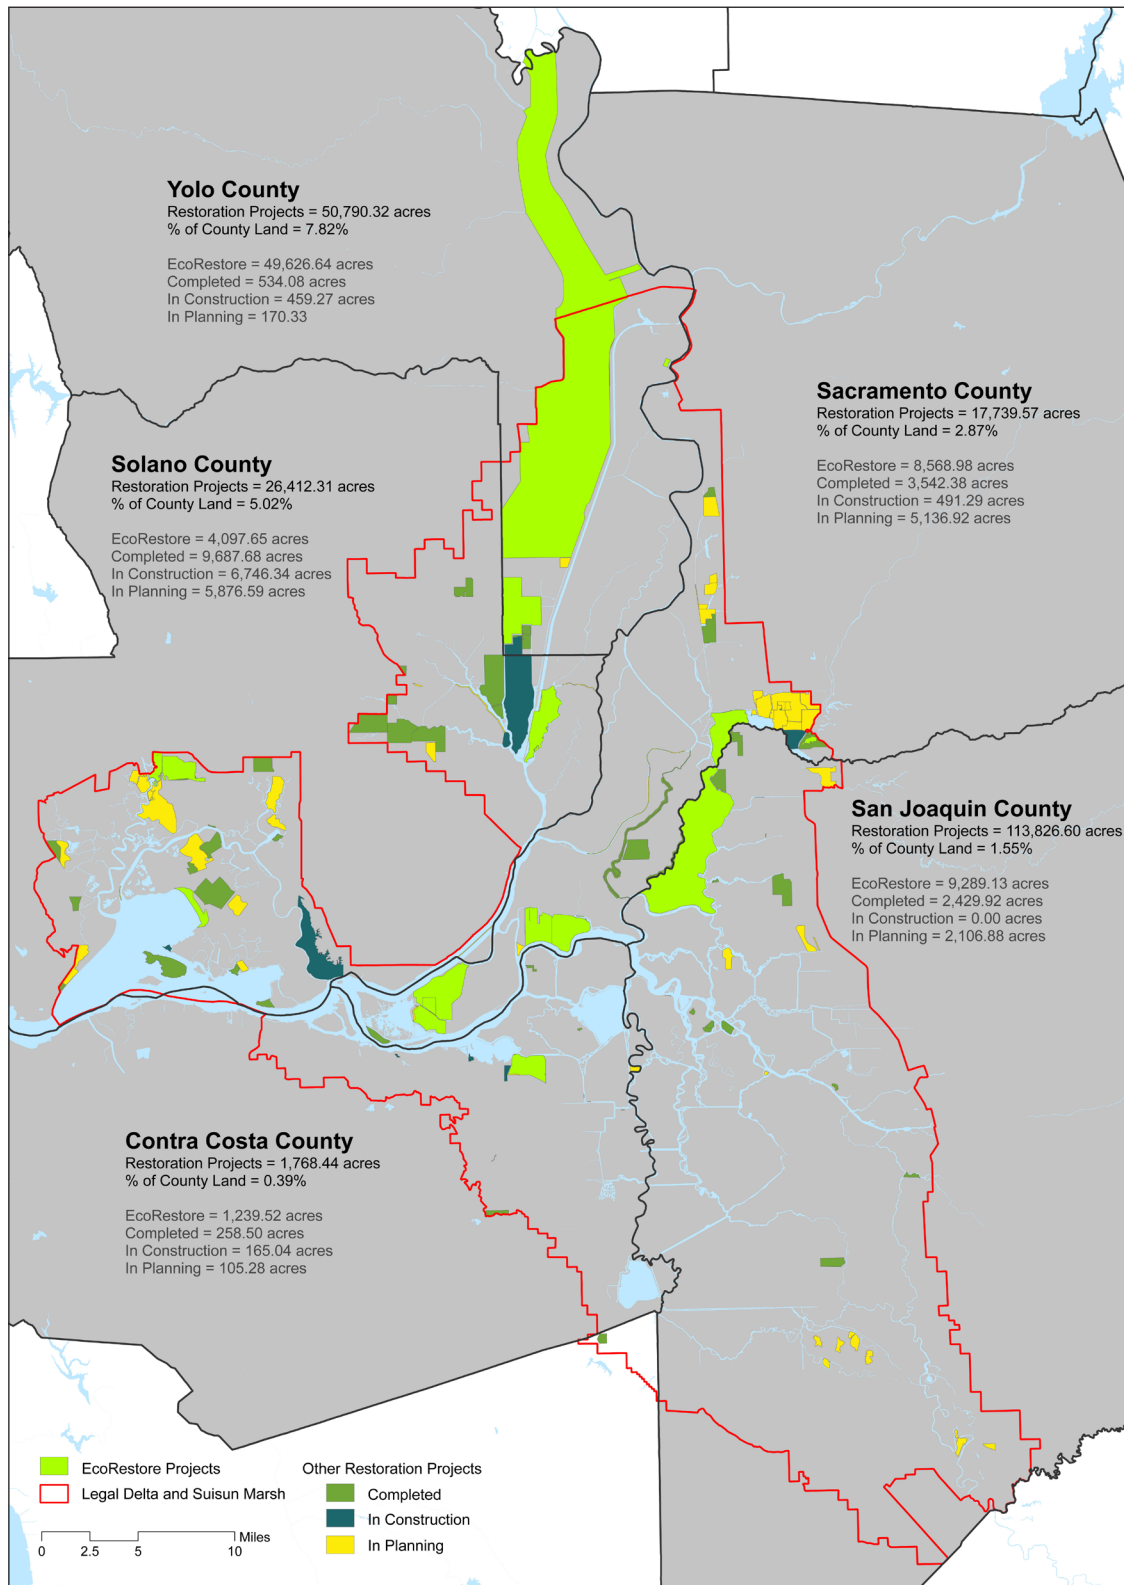 Yolo County
Restoration Projects = 50,790.32 acres
% of County Land = 7.82%
EcoRestore = 49,626.64 acres
Completed = 534.08 acres
In Construction = 459.27 acres
In Planning = 170.33
Sacramento County
Restoration Projects = 17,739.57 acres
% of County Land = 2.87%
EcoRestore = 8,568.98 acres
Completed = 3,542.38 acres
In Construction = 491.29 acres
In Planning = 5,136.92 acres
Solano County
Restoration Projects = 26,412.31 acres
% of County Land = 5.02%
EcoRestore = 4,097.65 acres
Completed = 9,687.68 acres
In Construction = 6,746.34 acres
In Planning = 5,876.59 acres
San Joaquin County
Restoration Projects = 113,826.60 acres
% of County Land = 1.55%
EcoRestore = 9,289.13 acres
Completed = 2,429.92 acres
In Construction = 0.00 acres
In Planning = 2,106.88 acres
Contra Costa County
Restoration Projects = 1,768.44 acres
% of County Land = 0.39%
EcoRestore = 1,239.52 acres
Completed = 258.50 acres
In Construction = 165.04 acres
In Planning = 105.28 acres
EcoRestore Projects
Legal Delta and Suisun Marsh
Other Restoration Projects
Completed
In Construction
In Planning
Miles
0 2.5 5 10